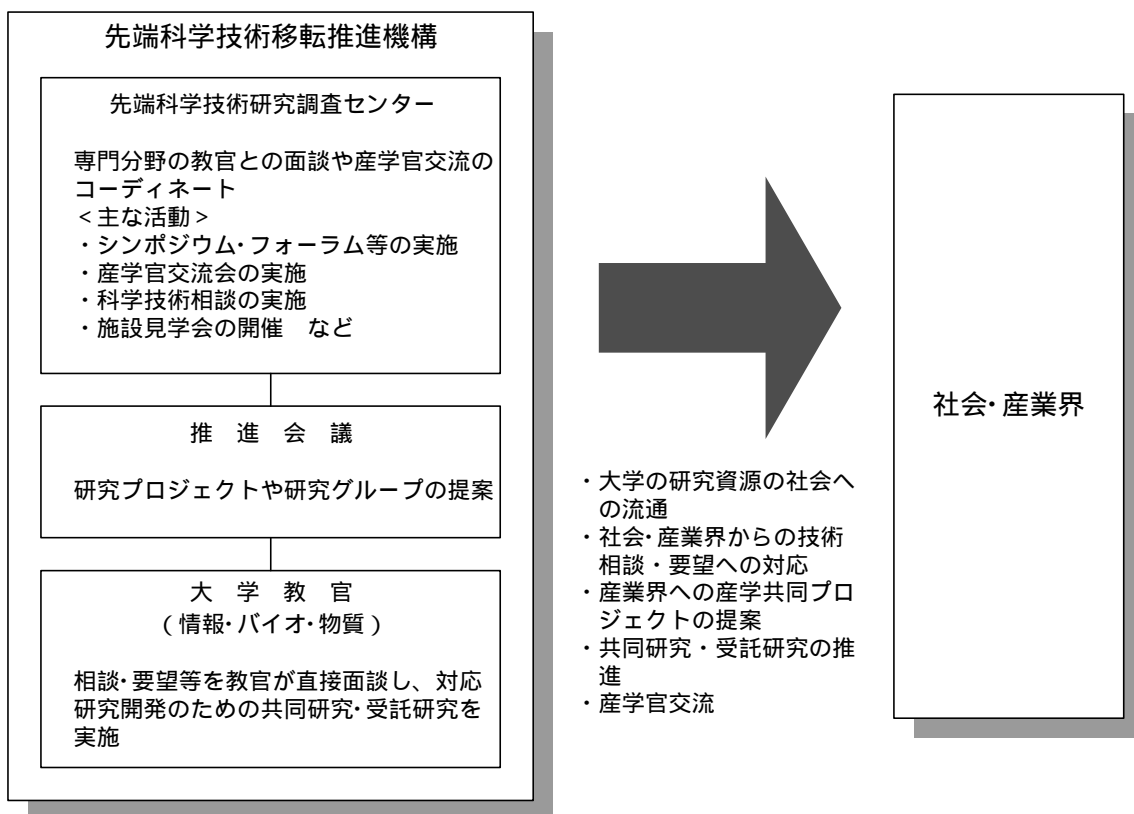 先端科学技術移転推進機構
先端科学技術研究調査センター
専門分野の教官との面談や産学官交流の
コーディネート
<主な活動>
・シンポジウム・フォーラム等の実施
・産学官交流会の実施
・科学技術相談の実施
・施設見学会の開催　など
推　進　会　議
研究プロジェクトや研究グループの提案
大　学　教　官
(情報・バイオ・物質)
相談・要望等を教官が直接面談し、対応
研究開発のための共同研究・受託研究を
実施
・大学の研究資源の社会へ
の流通
・社会・産業界からの技術
相談・要望への対応
・産業界への産学共同プロ
ジェクトの提案
・共同研究・受託研究の推
進
・産学官交流
社会・産業界